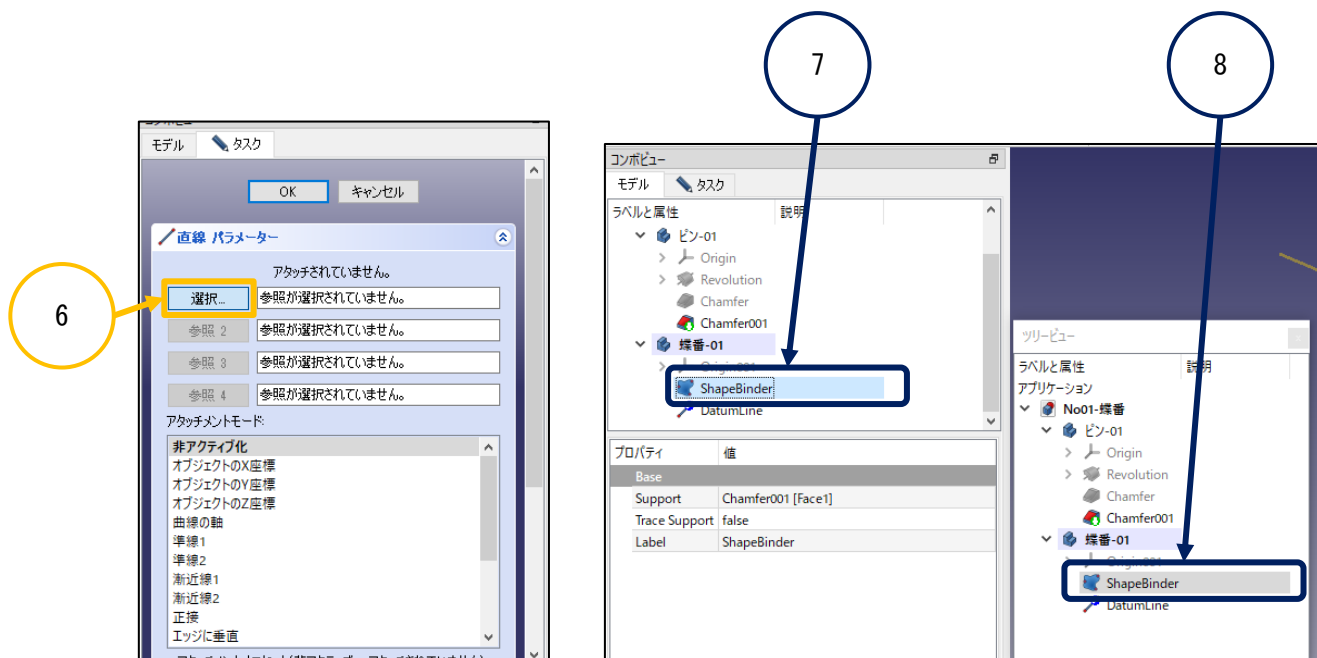 7
8
6
モデル タスク
OK キャンセル
直線 パラメーター
アタッチされていません。
選択... 参照が選択されていません。
参照 2 参照が選択されていません。
参照 3 参照が選択されていません。
参照 4 参照が選択されていません。
アタッチメントモード:
非アクティブ化
オブジェクトのX座標
オブジェクトのY座標
オブジェクトのZ座標
曲線の軸
準線1
準線2
漸近線1
漸近線2
正接
エッジに垂直
コンボビュー
モデル タスク
ラベルと属性 説明
ピン-01
Origin
Revolution
Chamfer
Chamfer001
蝶番-01
Origin001
ShapeBinder
DatumLine
プロパティ 値
Base
Support Chamfer001 [Face1]
Trace Support false
Label ShapeBinder
ツリービュー
ラベルと属性 説明
アプリケーション
No01-蝶番
ピン-01
Origin
Revolution
Chamfer
Chamfer001
蝶番-01
Origin001
ShapeBinder
DatumLine